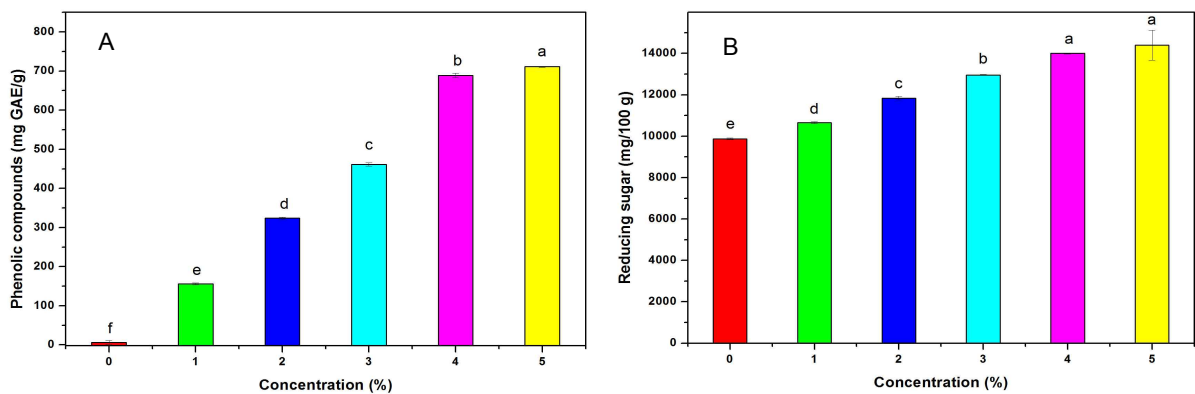 A
Phenolic compounds (mg GAE/g)
800
700
600
500
400
300
200
100
0
f
e
d
c
b
a
0 1 2 3 4 5
Concentration (%)
B
Reducing sugar (mg/100 g)
14000
12000
10000
8000
6000
4000
2000
0
e
d
c
b
a
a
0 1 2 3 4 5
Concentration (%)